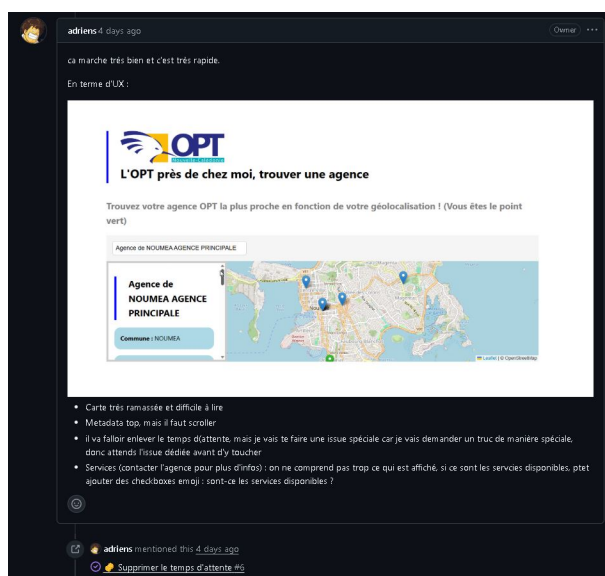 adriens 4 days ago
Owner
ca marche trés bien et c'est trés rapide.
En terme d'UX :
OPT
Nouvelle-Calédonie
L'OPT près de chez moi, trouver une agence
Trouvez votre agence OPT la plus proche en fonction de votre géolocalisation ! (Vous êtes le point
vert)
Agence de NOUMEA AGENCE PRINCIPALE
Agence de
NOUMEA AGENCE
PRINCIPALE
Commune : NOUMEA
Leaflet | © OpenStreetMap
Carte trés ramassée et difficile à lire
Metadata top, mais il faut scroller
il va falloir enlever le temps d(attente, mais je vais te faire une issue spéciale car je vais demander un truc de maniére spéciale,
donc attends l'issue dédiée avant d'y toucher
Services (contacter l'agence pour plus d'infos) : on ne comprend pas trop ce qui est affiché, si ce sont les servcies disponibles, ptet
ajouter des checkboxes emoji : sont-ce les services disponibles ?
adriens mentioned this 4 days ago
Supprimer le temps d'attente #6